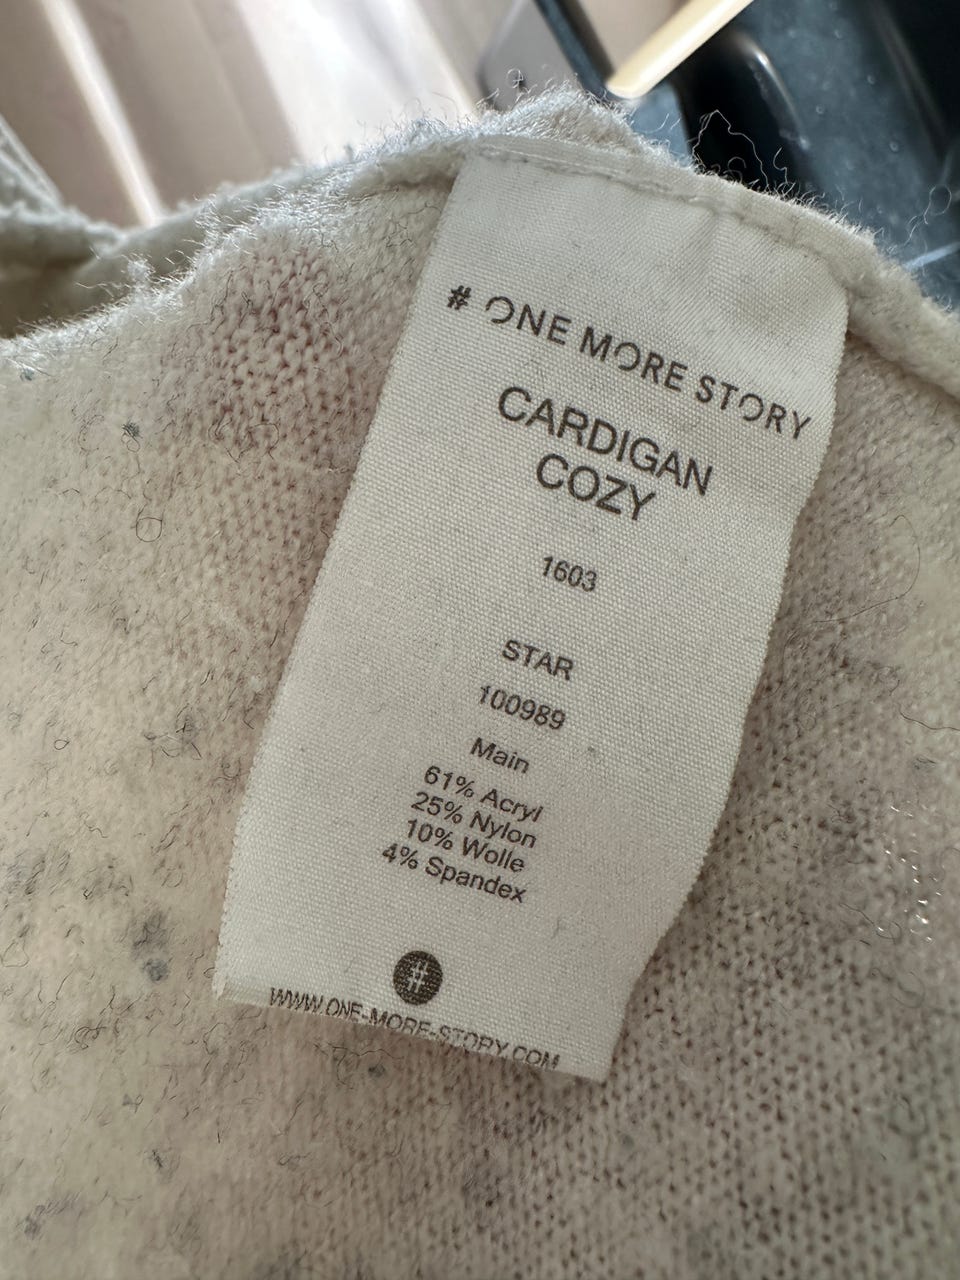 # ONE MORE STORY
CARDIGAN
COZY
1603
STAR
100989
Main
61% Acryl
25% Nylon
10% Wolle
4% Spandex
#
WWW.ONE-MORE-STORY.COM